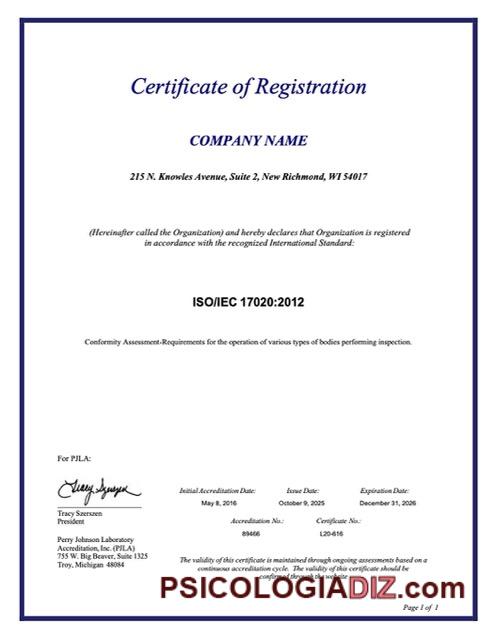 Certificate of Registration
COMPANY NAME
215 N. Knowles Avenue, Suite 2, New Richmond, WI 54017
(Hereinafter called the Organization) and hereby declares that Organization is registered
in accordance with the recognized International Standard:
ISO/IEC 17020:2012
Conformity Assessment-Requirements for the operation of various types of bodies performing inspection.
For PJLA:
Tracy Szerszen
Tracy Szerszen
President
Perry Johnson Laboratory
Accreditation, Inc. (PJLA)
755 W. Big Beaver, Suite 1325
Troy, Michigan 48084
Initial Accreditation Date: Issue Date: Expiration Date:
May 8, 2016 October 9, 2025 December 31, 2026
Accreditation No.: Certificate No.:
89466 L20-616
The validity of this certificate is maintained through ongoing assessments based on a
continuous accreditation cycle. The validity of this certificate should be
confirmed through the website
PSICOLOGIADIZ.com
Page 1 of 1